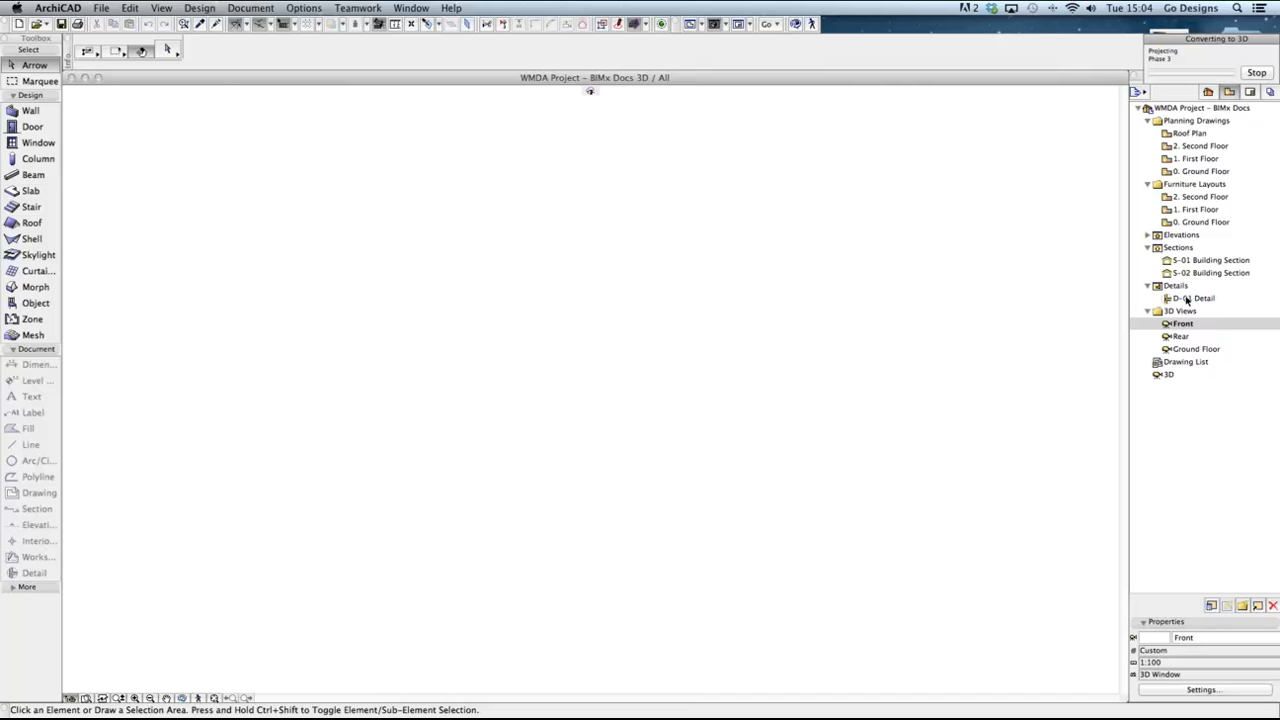 ArchiCAD File Edit View Design Document Options Teamwork Window Help
2 Tue 15:04 Go Designs
Toolbox
Select
Arrow
Marquee
Design
Wall
Door
Window
Column
Beam
Slab
Stair
Roof
Shell
Skylight
Curtai...
Morph
Object
Zone
Mesh
Document
Dimen...
Level ...
Text
Label
Fill
Line
Arc/Ci...
Polyline
Drawing
Section
Elevati...
Interio...
Works...
Detail
More
Go
WMDA Project – BIMx Docs 3D / All
Converting to 3D
Projecting
Phase 3
Stop
WMDA Project – BIMx Docs
Planning Drawings
Roof Plan
2. Second Floor
1. First Floor
0. Ground Floor
Furniture Layouts
2. Second Floor
1. First Floor
0. Ground Floor
Elevations
Sections
S-01 Building Section
S-02 Building Section
Details
D-01 Detail
3D Views
Front
Rear
Ground Floor
Drawing List
3D
Properties
Front
Custom
1:100
3D Window
Settings...
Click an Element or Draw a Selection Area. Press and Hold Ctrl+Shift to Toggle Element/Sub-Element Selection.